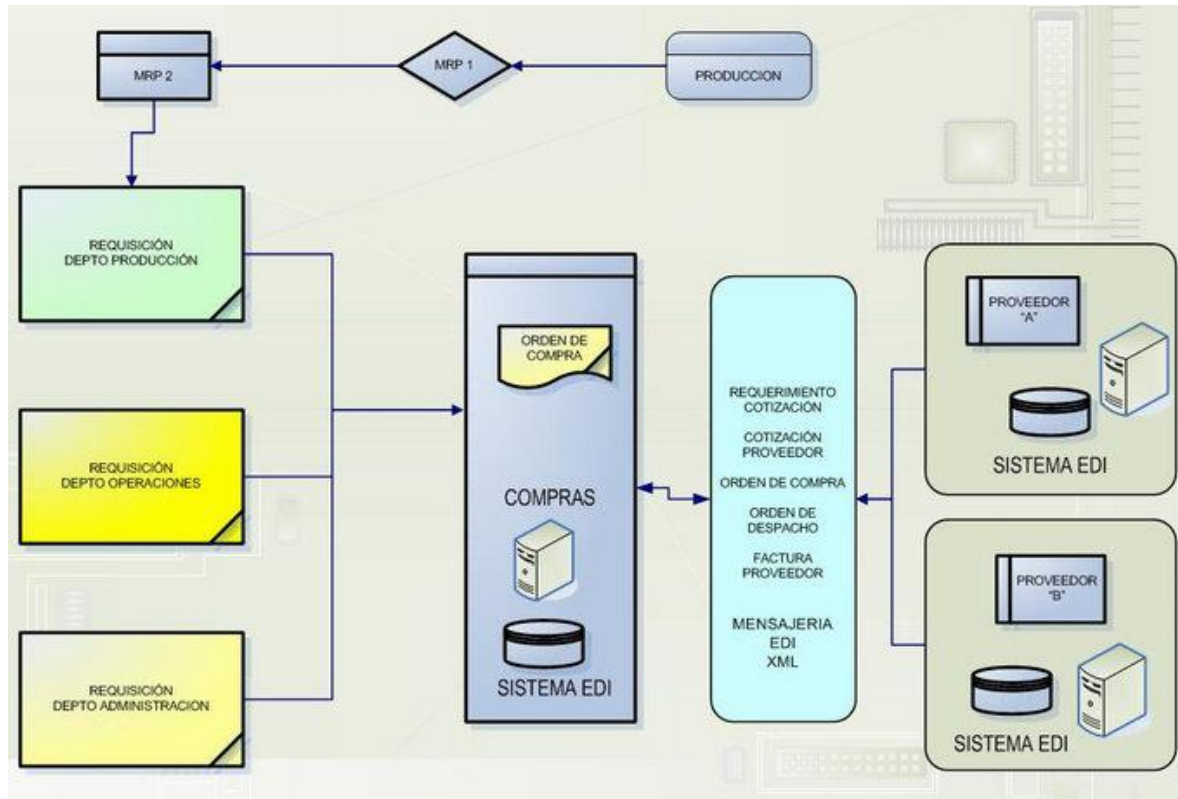 MRP 2
MRP 1
PRODUCCION
REQUISICIÓN
DEPTO PRODUCCIÓN
REQUISICIÓN
DEPTO OPERACIONES
REQUISICIÓN
DEPTO ADMINISTRACION
ORDEN DE
COMPRA
COMPRAS
SISTEMA EDI
REQUERIMIENTO
COTIZACIÓN
COTIZACIÓN
PROVEEDOR
ORDEN DE COMPRA
ORDEN DE
DESPACHO
FACTURA
PROVEEDOR
MENSAJERIA
EDI
XML
PROVEEDOR
"A"
SISTEMA EDI
PROVEEDOR
"B"
SISTEMA EDI